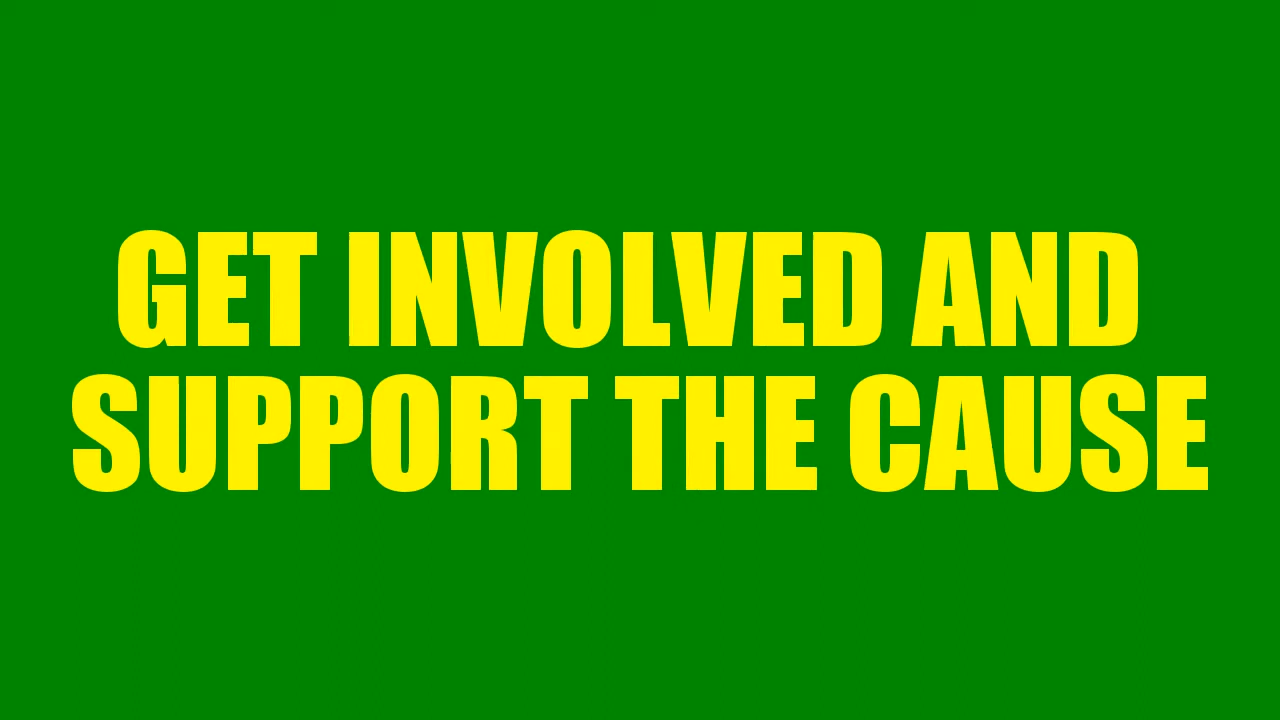 GET INVOLVED AND
SUPPORT THE CAUSE